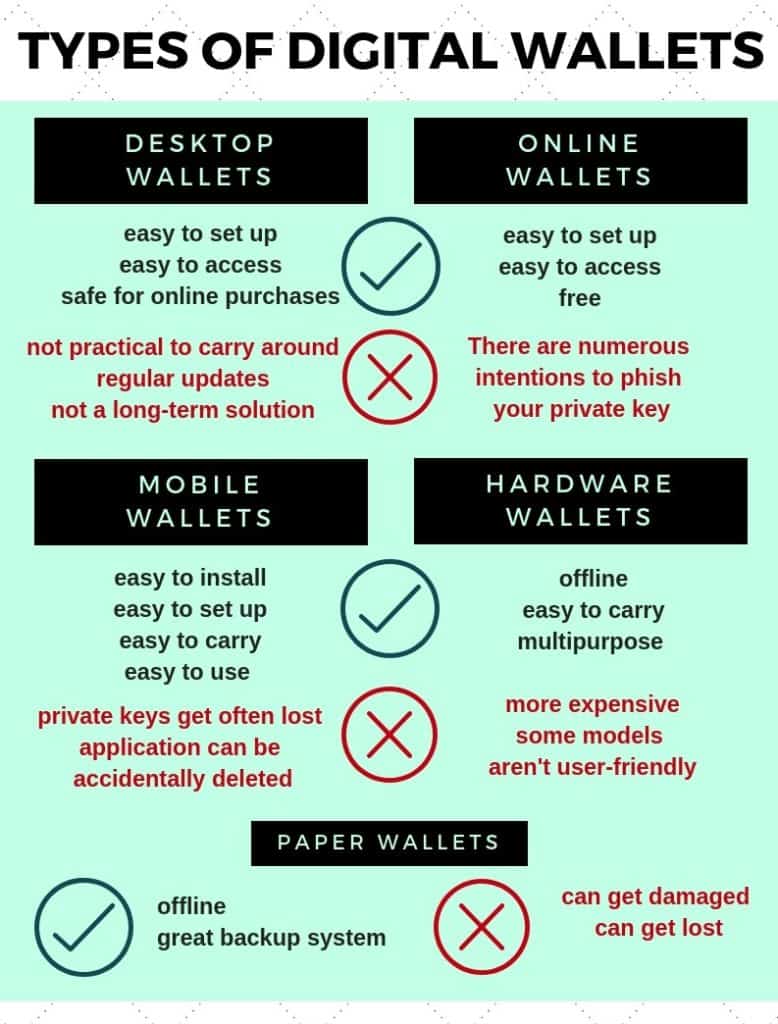 TYPES OF DIGITAL WALLETS
DESKTOP
WALLETS
easy to set up
easy to access
safe for online purchases
not practical to carry around
regular updates
not a long-term solution
ONLINE
WALLETS
easy to set up
easy to access
free
There are numerous
intentions to phish
your private key
MOBILE
WALLETS
easy to install
easy to set up
easy to carry
easy to use
private keys get often lost
application can be
accidentally deleted
HARDWARE
WALLETS
offline
easy to carry
multipurpose
more expensive
some models
aren't user-friendly
PAPER WALLETS
offline
great backup system
can get damaged
can get lost